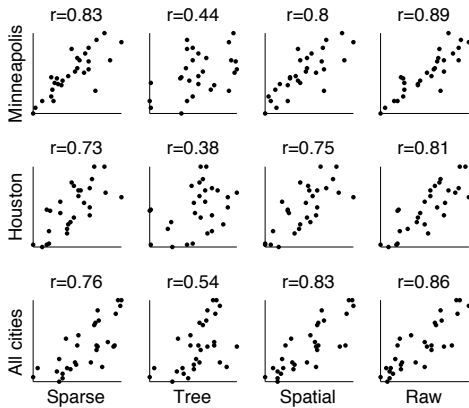 r=0.83 r=0.44 r=0.8 r=0.89
Minneapolis
r=0.73 r=0.38 r=0.75 r=0.81
Houston
r=0.76 r=0.54 r=0.83 r=0.86
All cities
Sparse Tree Spatial Raw